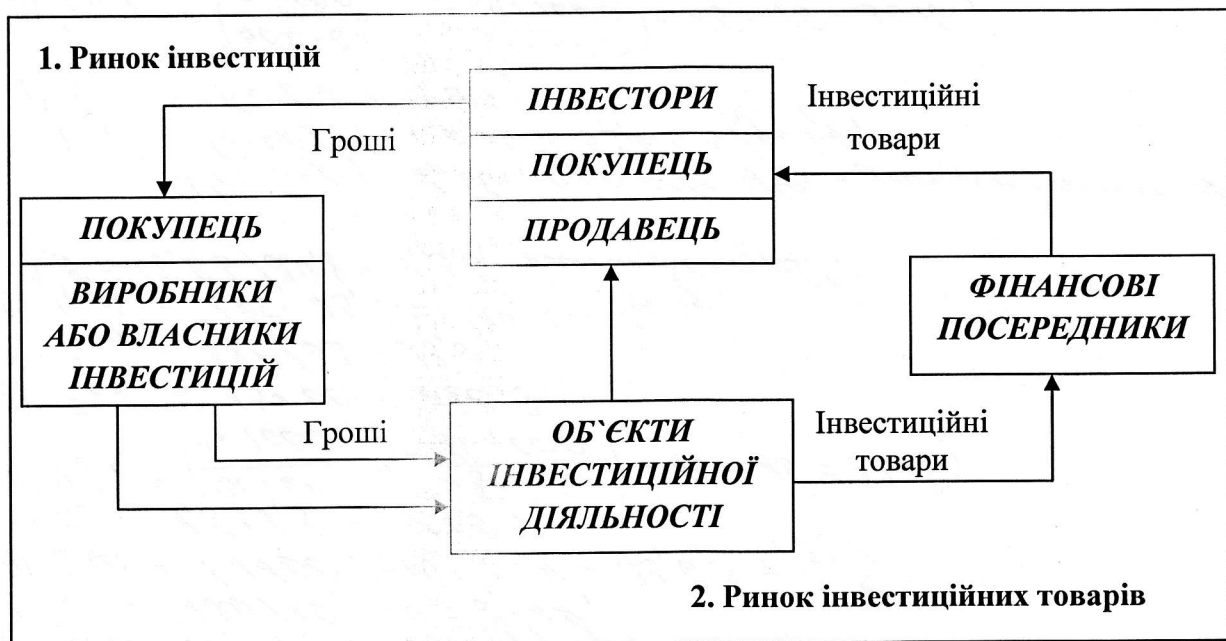 1. Ринок інвестицій
ІНВЕСТОРИ
ПОКУПЕЦЬ
ПРОДАВЕЦЬ
Інвестиційні
товари
Гроші
ПОКУПЕЦЬ
ВИРОБНИКИ
АБО ВЛАСНИКИ
ІНВЕСТИЦІЙ
ФІНАНСОВІ
ПОСЕРЕДНИКИ
Гроші
ОБ`ЄКТИ
ІНВЕСТИЦІЙНОЇ
ДІЯЛЬНОСТІ
Інвестиційні
товари
2. Ринок інвестиційних товарів